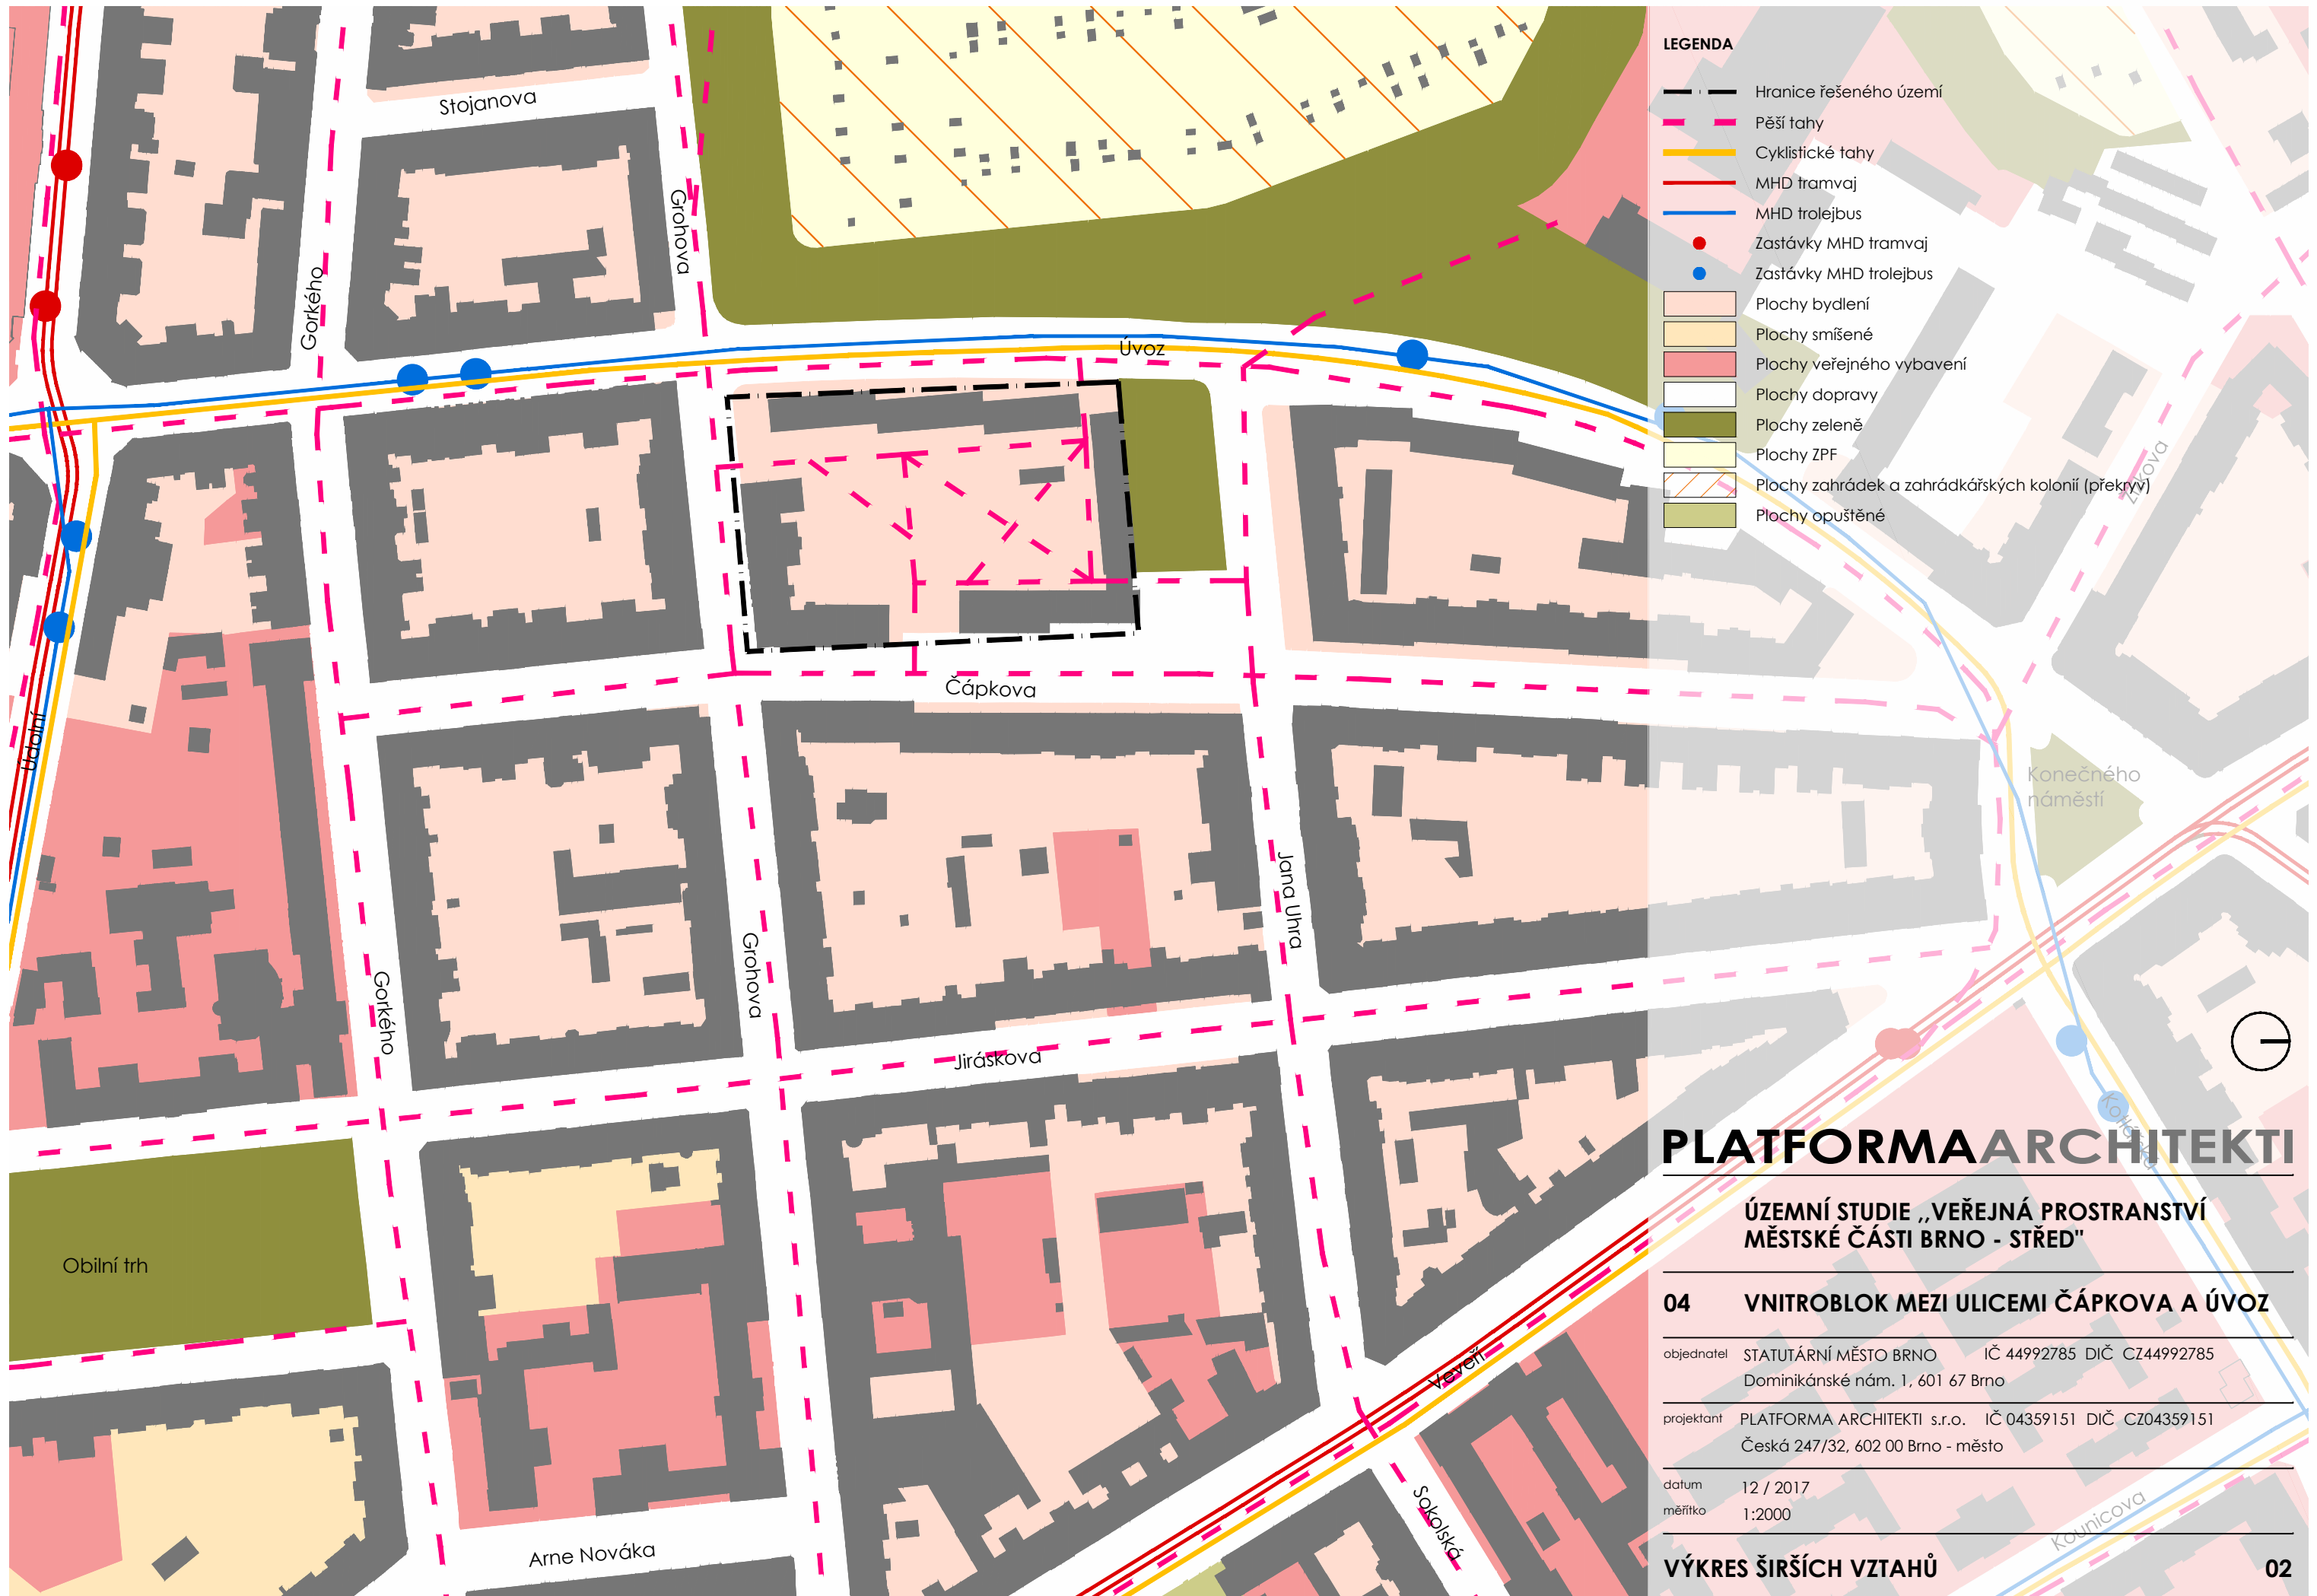 Stojanova
Grohova
Gorkého
Úvoz
Čápkova
Údolní
Jana Uhra
Gorkého
Grohova
Jiráskova
Obilní trh
Veveří
Sokolská
Arne Nováka
Žižkova
Konečného
náměstí
Kotlářská
Kounicova
LEGENDA
Hranice řešeného území
Pěší tahy
Cyklistické tahy
MHD tramvaj
MHD trolejbus
Zastávky MHD tramvaj
Zastávky MHD trolejbus
Plochy bydlení
Plochy smíšené
Plochy veřejného vybavení
Plochy dopravy
Plochy zeleně
Plochy ZPF
Plochy zahrádek a zahrádkářských kolonií (překryv)
Plochy opuštěné
PLATFORMAARCHITEKTI
ÚZEMNÍ STUDIE ,,VEŘEJNÁ PROSTRANSTVÍ
MĚSTSKÉ ČÁSTI BRNO - STŘED"
04 VNITROBLOK MEZI ULICEMI ČÁPKOVA A ÚVOZ
objednatel STATUTÁRNÍ MĚSTO BRNO IČ 44992785 DIČ CZ44992785
Dominikánské nám. 1, 601 67 Brno
projektant PLATFORMA ARCHITEKTI s.r.o. IČ 04359151 DIČ CZ04359151
Česká 247/32, 602 00 Brno - město
datum 12 / 2017
měřítko 1:2000
VÝKRES ŠIRŠÍCH VZTAHŮ 02